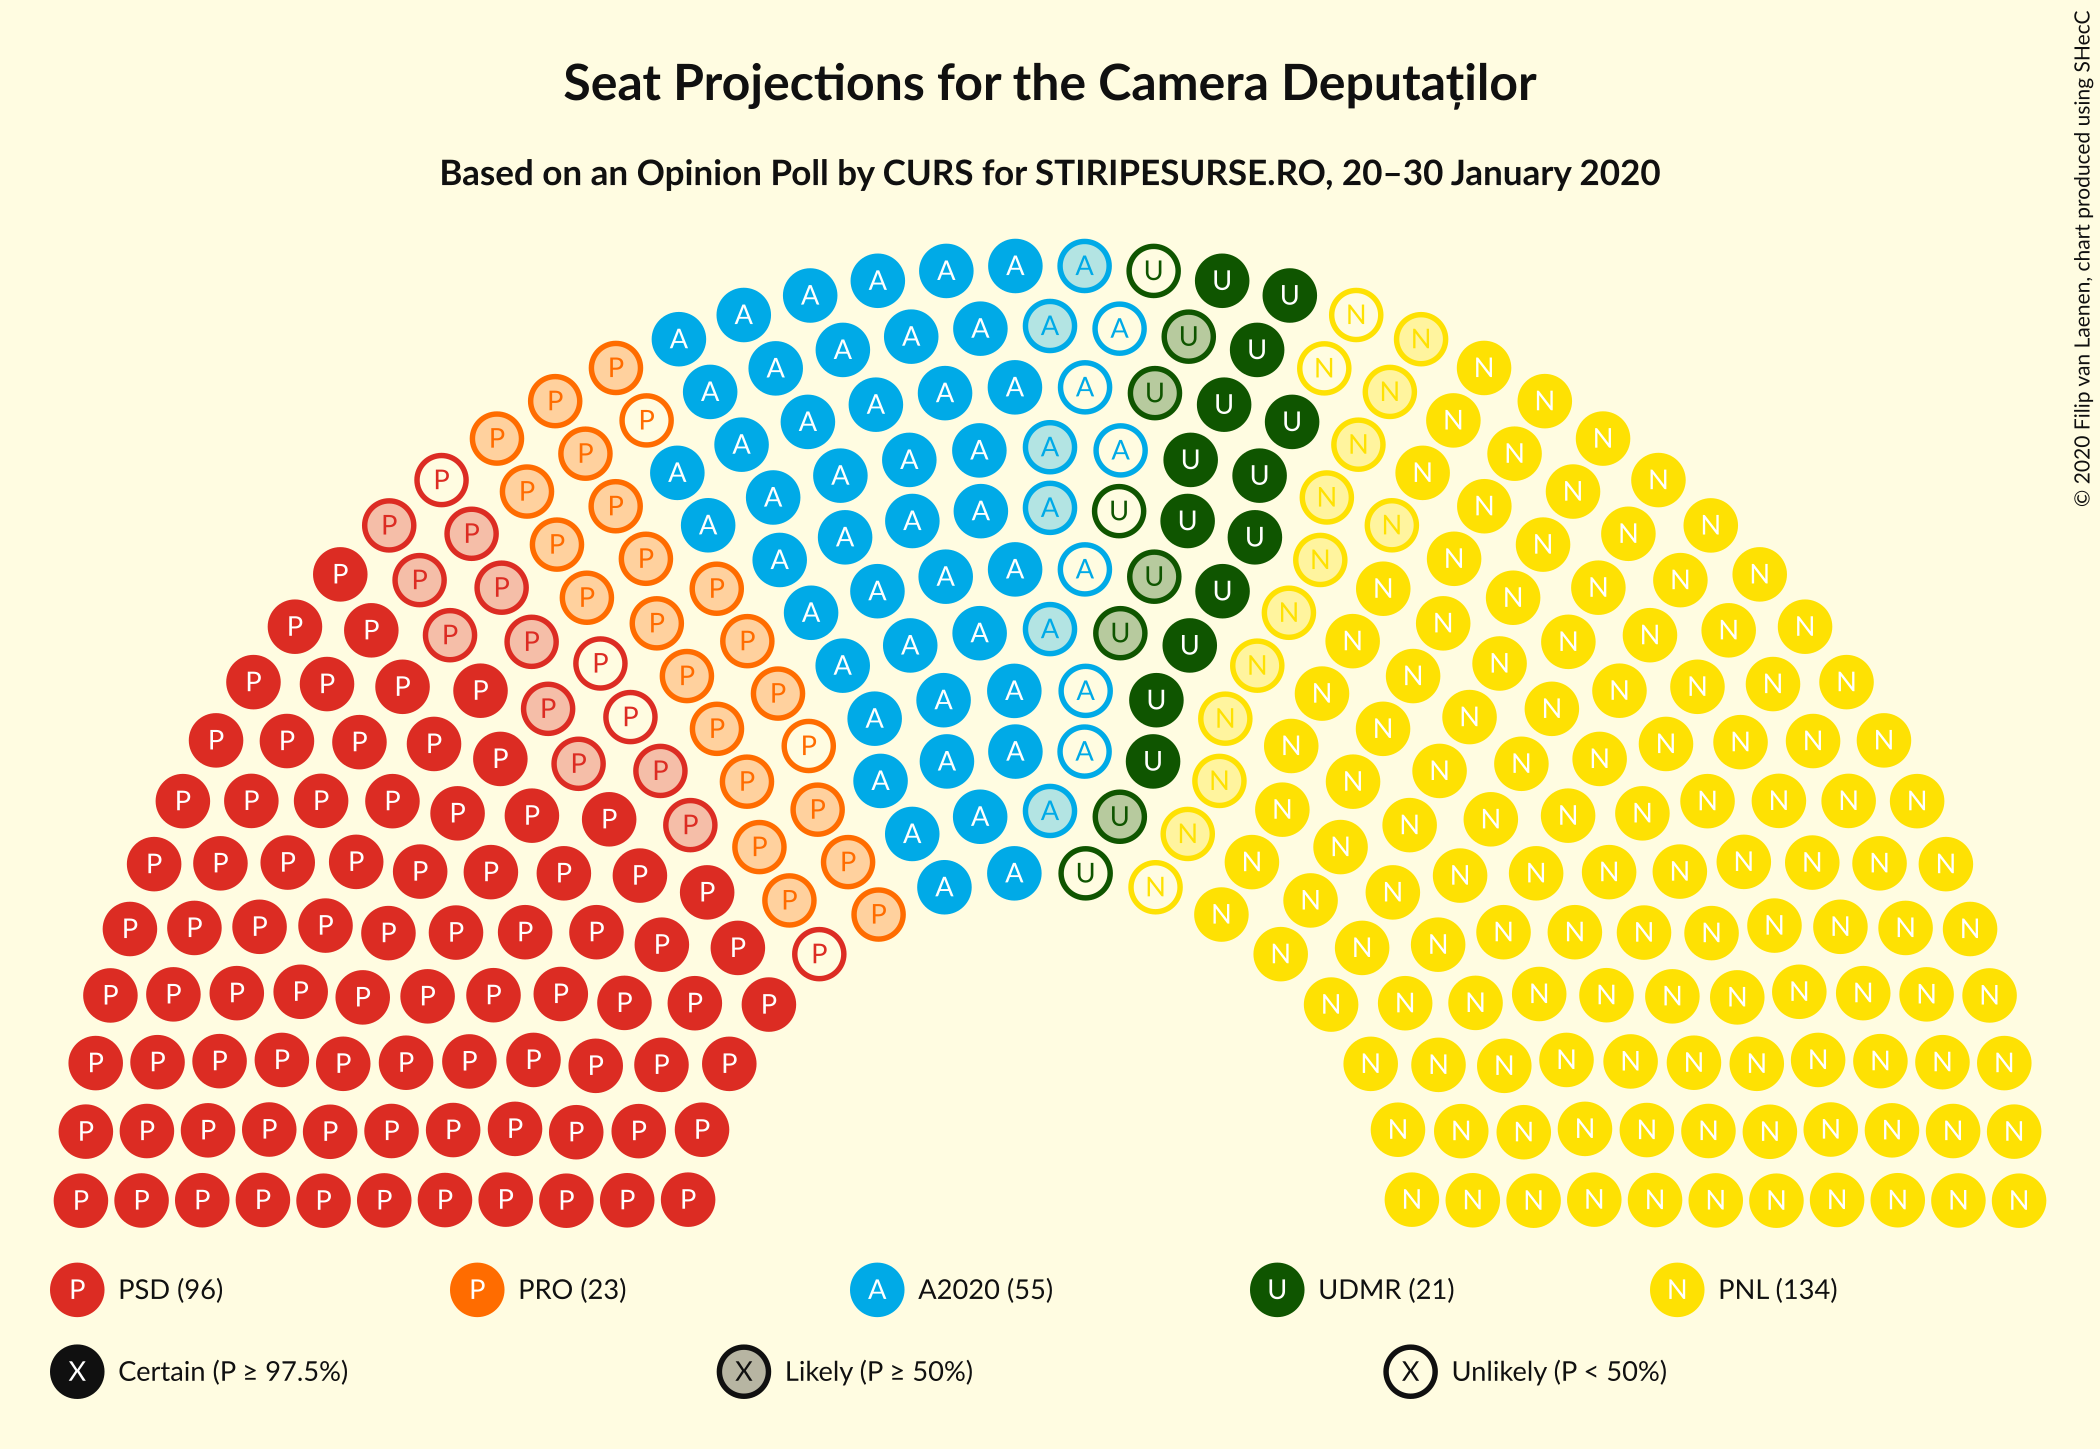 Seat Projections for the Camera Deputaților
Based on an Opinion Poll by CURS for STIRIPESURSE.RO, 20–30 January 2020
© 2020 Filip van Laenen, chart produced using SHecC
P PSD (96)
P PRO (23)
A A2020 (55)
U UDMR (21)
N PNL (134)
X Certain (P ≥ 97.5%)
X Likely (P ≥ 50%)
X Unlikely (P < 50%)